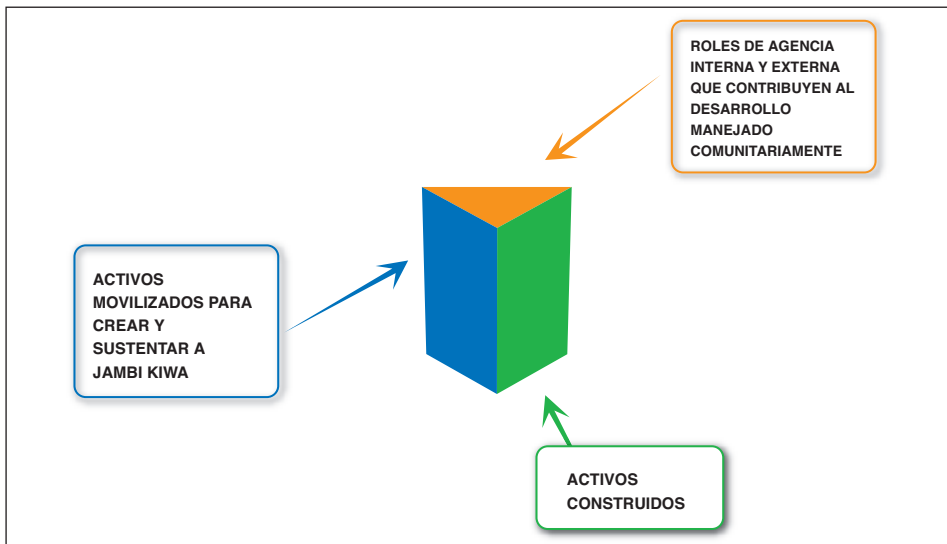 ROLES DE AGENCIA
INTERNA Y EXTERNA
QUE CONTRIBUYEN AL
DESARROLLO
MANEJADO
COMUNITARIAMENTE
ACTIVOS
MOVILIZADOS PARA
CREAR Y
SUSTENTAR A
JAMBI KIWA
ACTIVOS
CONSTRUIDOS